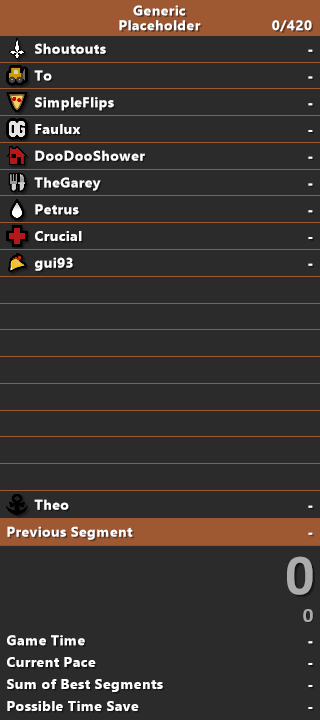 Generic
Placeholder 0/420
Shoutouts -
To -
SimpleFlips -
OG Faulux -
DooDooShower -
TheGarey -
Petrus -
Crucial -
gui93 -
Theo -
Previous Segment -
0
0
Game Time -
Current Pace -
Sum of Best Segments -
Possible Time Save -